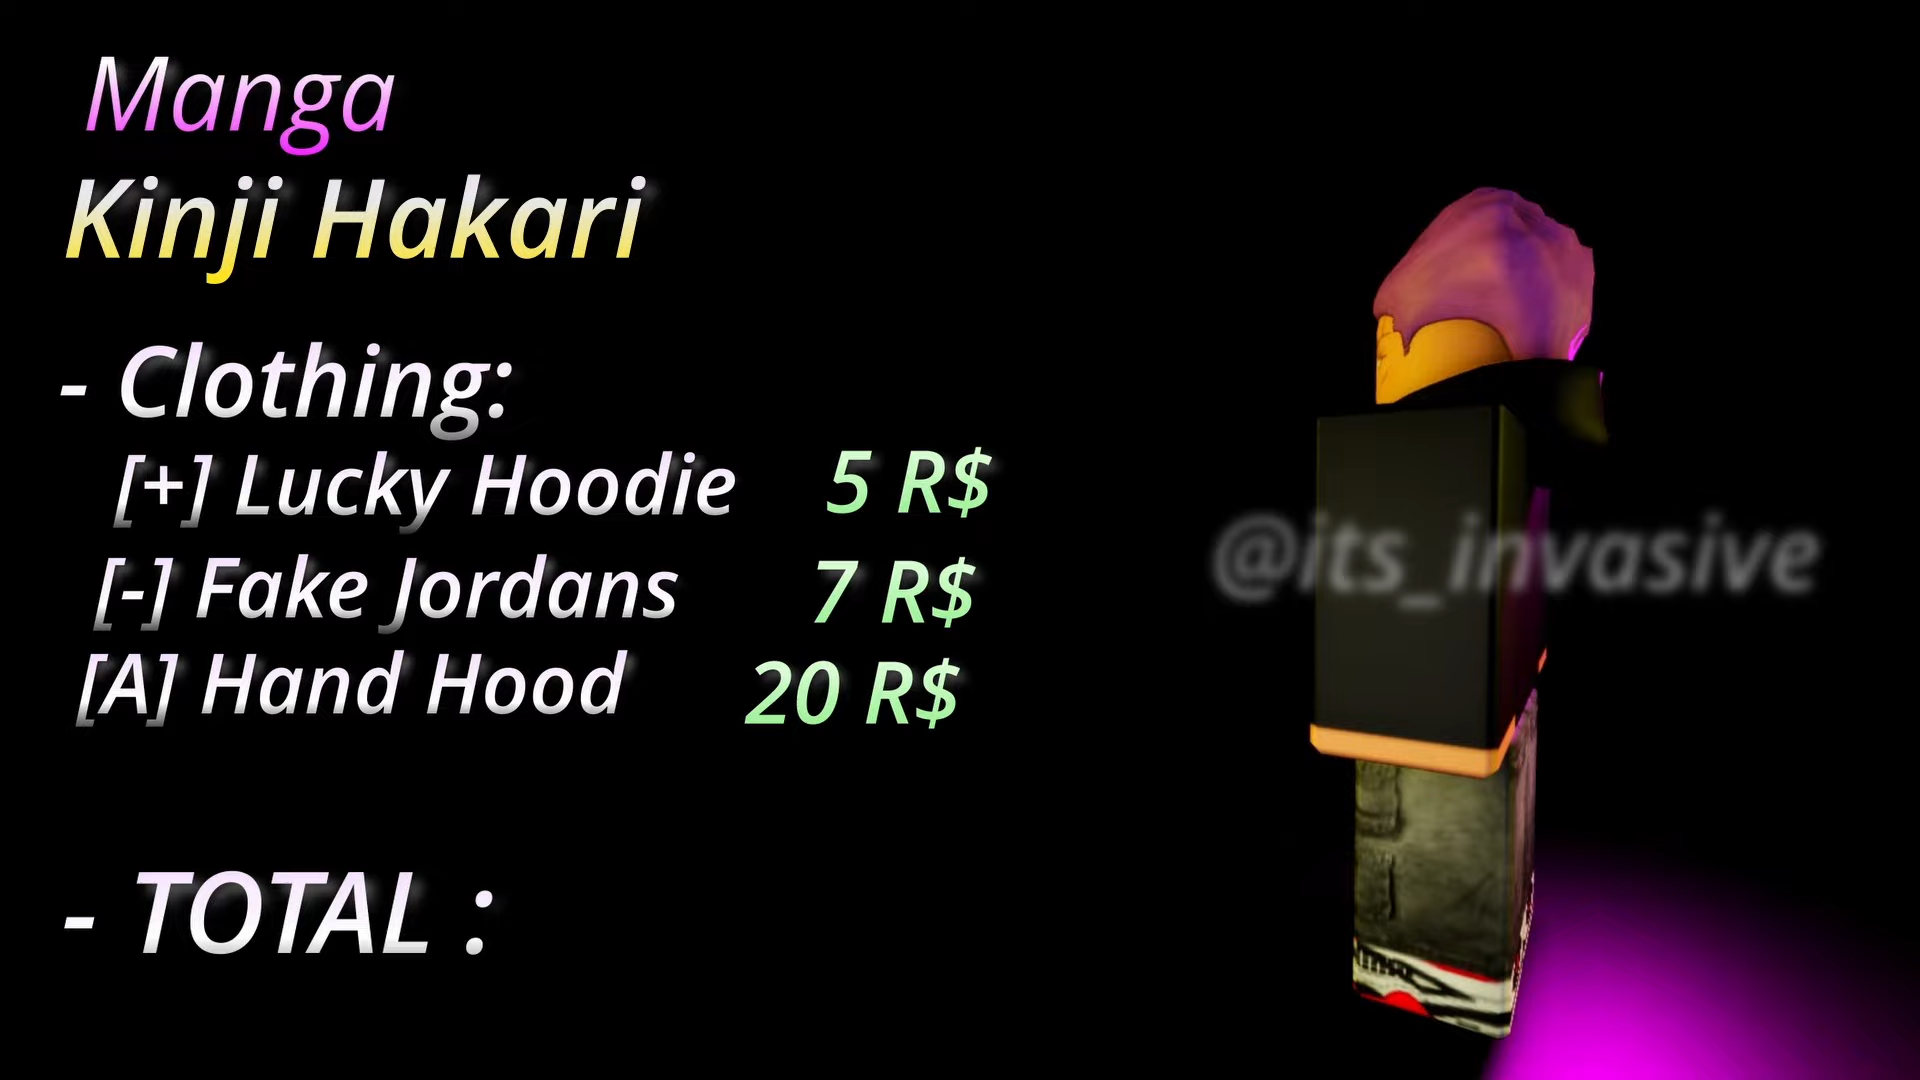 Manga
Kinji Hakari
- Clothing:
[+] Lucky Hoodie 5 R$
[-] Fake Jordans 7 R$
[A] Hand Hood 20 R$
@its_invasive
- TOTAL :